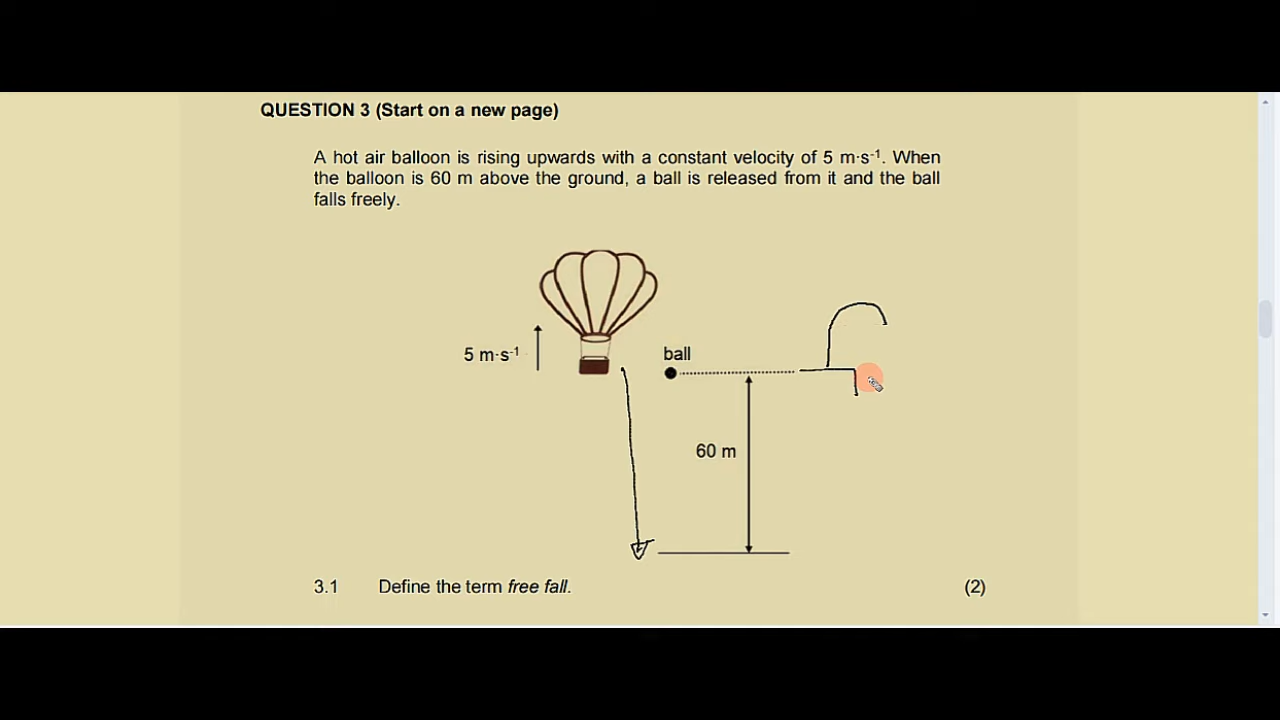 QUESTION 3 (Start on a new page)
A hot air balloon is rising upwards with a constant velocity of 5 m·s⁻¹. When
the balloon is 60 m above the ground, a ball is released from it and the ball
falls freely.
5 m·s⁻¹
ball
60 m
3.1 Define the term free fall. (2)